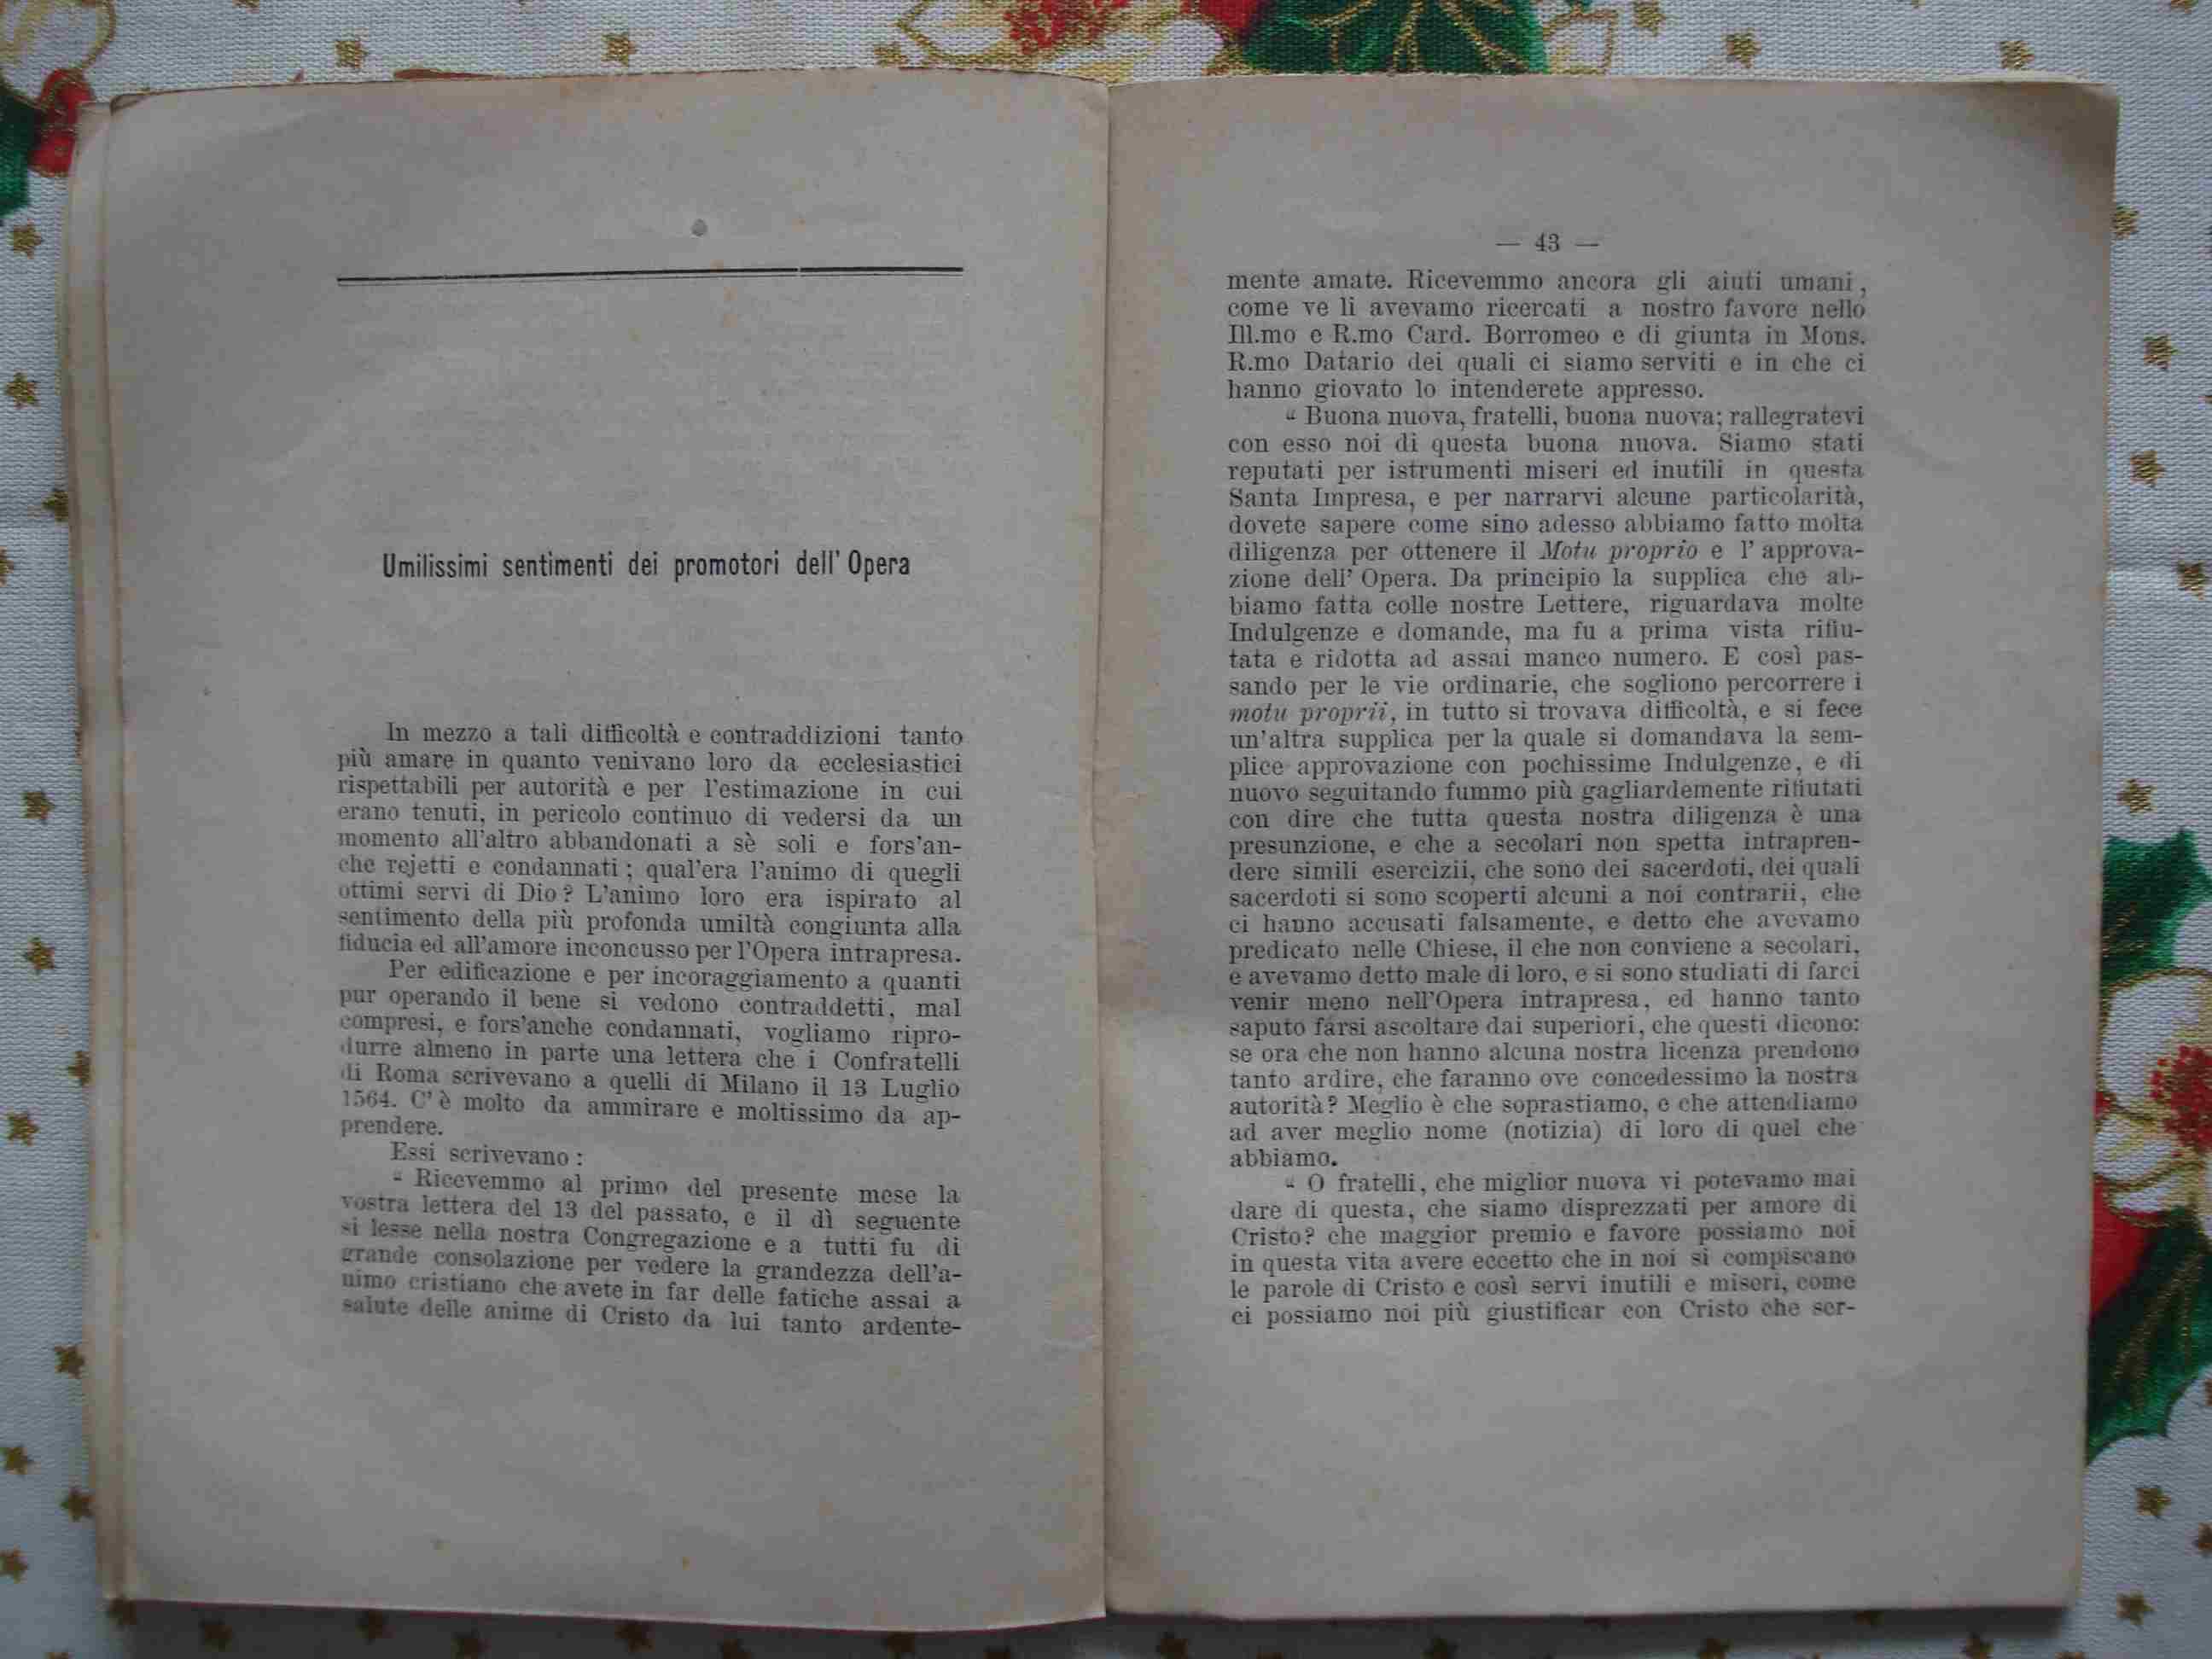 Umilissimi sentimenti dei promotori dell' Opera
In mezzo a tali difficoltà e contraddizioni tanto
più amare in quanto venivano loro da ecclesiastici
rispettabili per autorità e per l'estimazione in cui
erano tenuti, in pericolo continuo di vedersi da un
momento all'altro abbandonati a sè soli e fors'an-
che rejetti e condannati; qual'era l'animo di quegli
ottimi servi di Dio? L'animo loro era ispirato al
sentimento della più profonda umiltà congiunta alla
fiducia ed all'amore inconcusso per l'Opera intrapresa.
Per edificazione e per incoraggiamento a quanti
pur operando il bene si vedono contraddetti, mal
compresi, e fors'anche condannati, vogliamo ripro-
durre almeno in parte una lettera che i Confratelli
di Roma scrivevano a quelli di Milano il 13 Luglio
1564. C' è molto da ammirare e moltissimo da ap-
prendere.
Essi scrivevano:
“ Ricevemmo al primo del presente mese la
vostra lettera del 13 del passato, e il dì seguente
si lesse nella nostra Congregazione e a tutti fu di
grande consolazione per vedere la grandezza dell'a-
nimo cristiano che avete in far delle fatiche assai a
salute delle anime di Cristo da lui tanto ardente-
— 43 —
mente amate. Ricevemmo ancora gli aiuti umani,
come ve li avevamo ricercati a nostro favore nello
Ill.mo e R.mo Card. Borromeo e di giunta in Mons.
R.mo Datario dei quali ci siamo serviti e in che ci
hanno giovato lo intenderete appresso.
“ Buona nuova, fratelli, buona nuova; rallegratevi
con esso noi di questa buona nuova. Siamo stati
reputati per istrumenti miseri ed inutili in questa
Santa Impresa, e per narrarvi alcune particolarità,
dovete sapere come sino adesso abbiamo fatto molta
diligenza per ottenere il Motu proprio e l' approva-
zione dell' Opera. Da principio la supplica che ab-
biamo fatta colle nostre Lettere, riguardava molte
Indulgenze e domande, ma fu a prima vista rifiu-
tata e ridotta ad assai manco numero. E così pas-
sando per le vie ordinarie, che sogliono percorrere i
motu proprii, in tutto si trovava difficoltà, e si fece
un'altra supplica per la quale si domandava la sem-
plice approvazione con pochissime Indulgenze, e di
nuovo seguitando fummo più gagliardemente rifiutati
con dire che tutta questa nostra diligenza è una
presunzione, e che a secolari non spetta intrapren-
dere simili esercizii, che sono dei sacerdoti, dei quali
sacerdoti si sono scoperti alcuni a noi contrarii, che
ci hanno accusati falsamente, e detto che avevamo
predicato nelle Chiese, il che non conviene a secolari,
e avevamo detto male di loro, e si sono studiati di farci
venir meno nell'Opera intrapresa, ed hanno tanto
saputo farsi ascoltare dai superiori, che questi dicono:
se ora che non hanno alcuna nostra licenza prendono
tanto ardire, che faranno ove concedessimo la nostra
autorità? Meglio è che soprastiamo, e che attendiamo
ad aver meglio nome (notizia) di loro di quel che
abbiamo.
“ O fratelli, che miglior nuova vi potevamo mai
dare di questa, che siamo disprezzati per amore di
Cristo? che maggior premio e favore possiamo noi
in questa vita avere eccetto che in noi si compiscano
le parole di Cristo e così servi inutili e miseri, come
ci possiamo noi più giustificar con Cristo che ser-